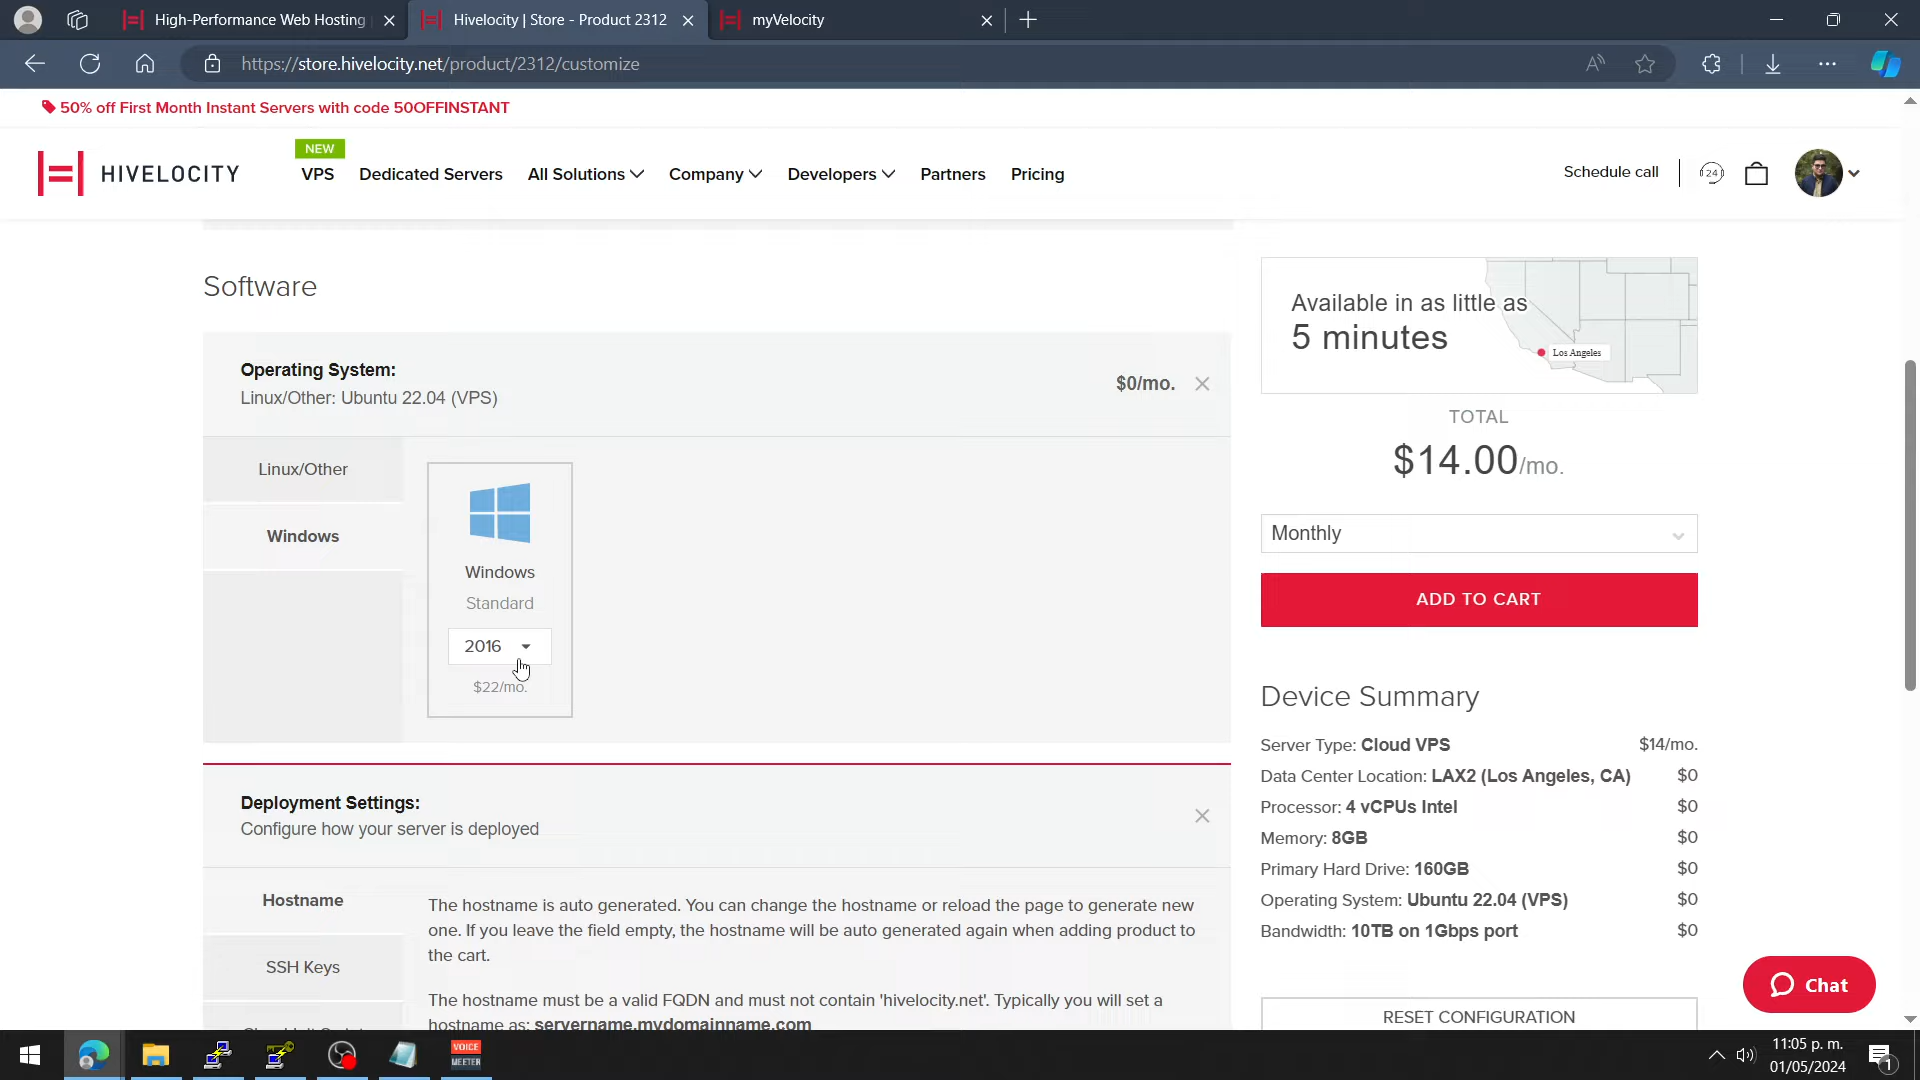 High-Performance Web Hosting
Hivelocity | Store - Product 2312
myVelocity
https://store.hivelocity.net/product/2312/customize
50% off First Month Instant Servers with code 50OFFINSTANT
HIVELOCITY
NEW
VPS
Dedicated Servers
All Solutions
Company
Developers
Partners
Pricing
Schedule call
24
Software
Operating System:
Linux/Other: Ubuntu 22.04 (VPS)
$0/mo.
Linux/Other
Windows
Windows
Standard
2016
$22/mo.
Deployment Settings:
Configure how your server is deployed
Hostname
SSH Keys
The hostname is auto generated. You can change the hostname or reload the page to generate new
one. If you leave the field empty, the hostname will be auto generated again when adding product to
the cart.
The hostname must be a valid FQDN and must not contain 'hivelocity.net'. Typically you will set a
hostname as: servername.mydomainname.com
Available in as little as
5 minutes
Los Angeles
TOTAL
$14.00/mo.
Monthly
ADD TO CART
Device Summary
Server Type: Cloud VPS $14/mo.
Data Center Location: LAX2 (Los Angeles, CA) $0
Processor: 4 vCPUs Intel $0
Memory: 8GB $0
Primary Hard Drive: 160GB $0
Operating System: Ubuntu 22.04 (VPS) $0
Bandwidth: 10TB on 1Gbps port $0
RESET CONFIGURATION
Chat
VOICE
MEETER
11:05 p. m.
01/05/2024
1